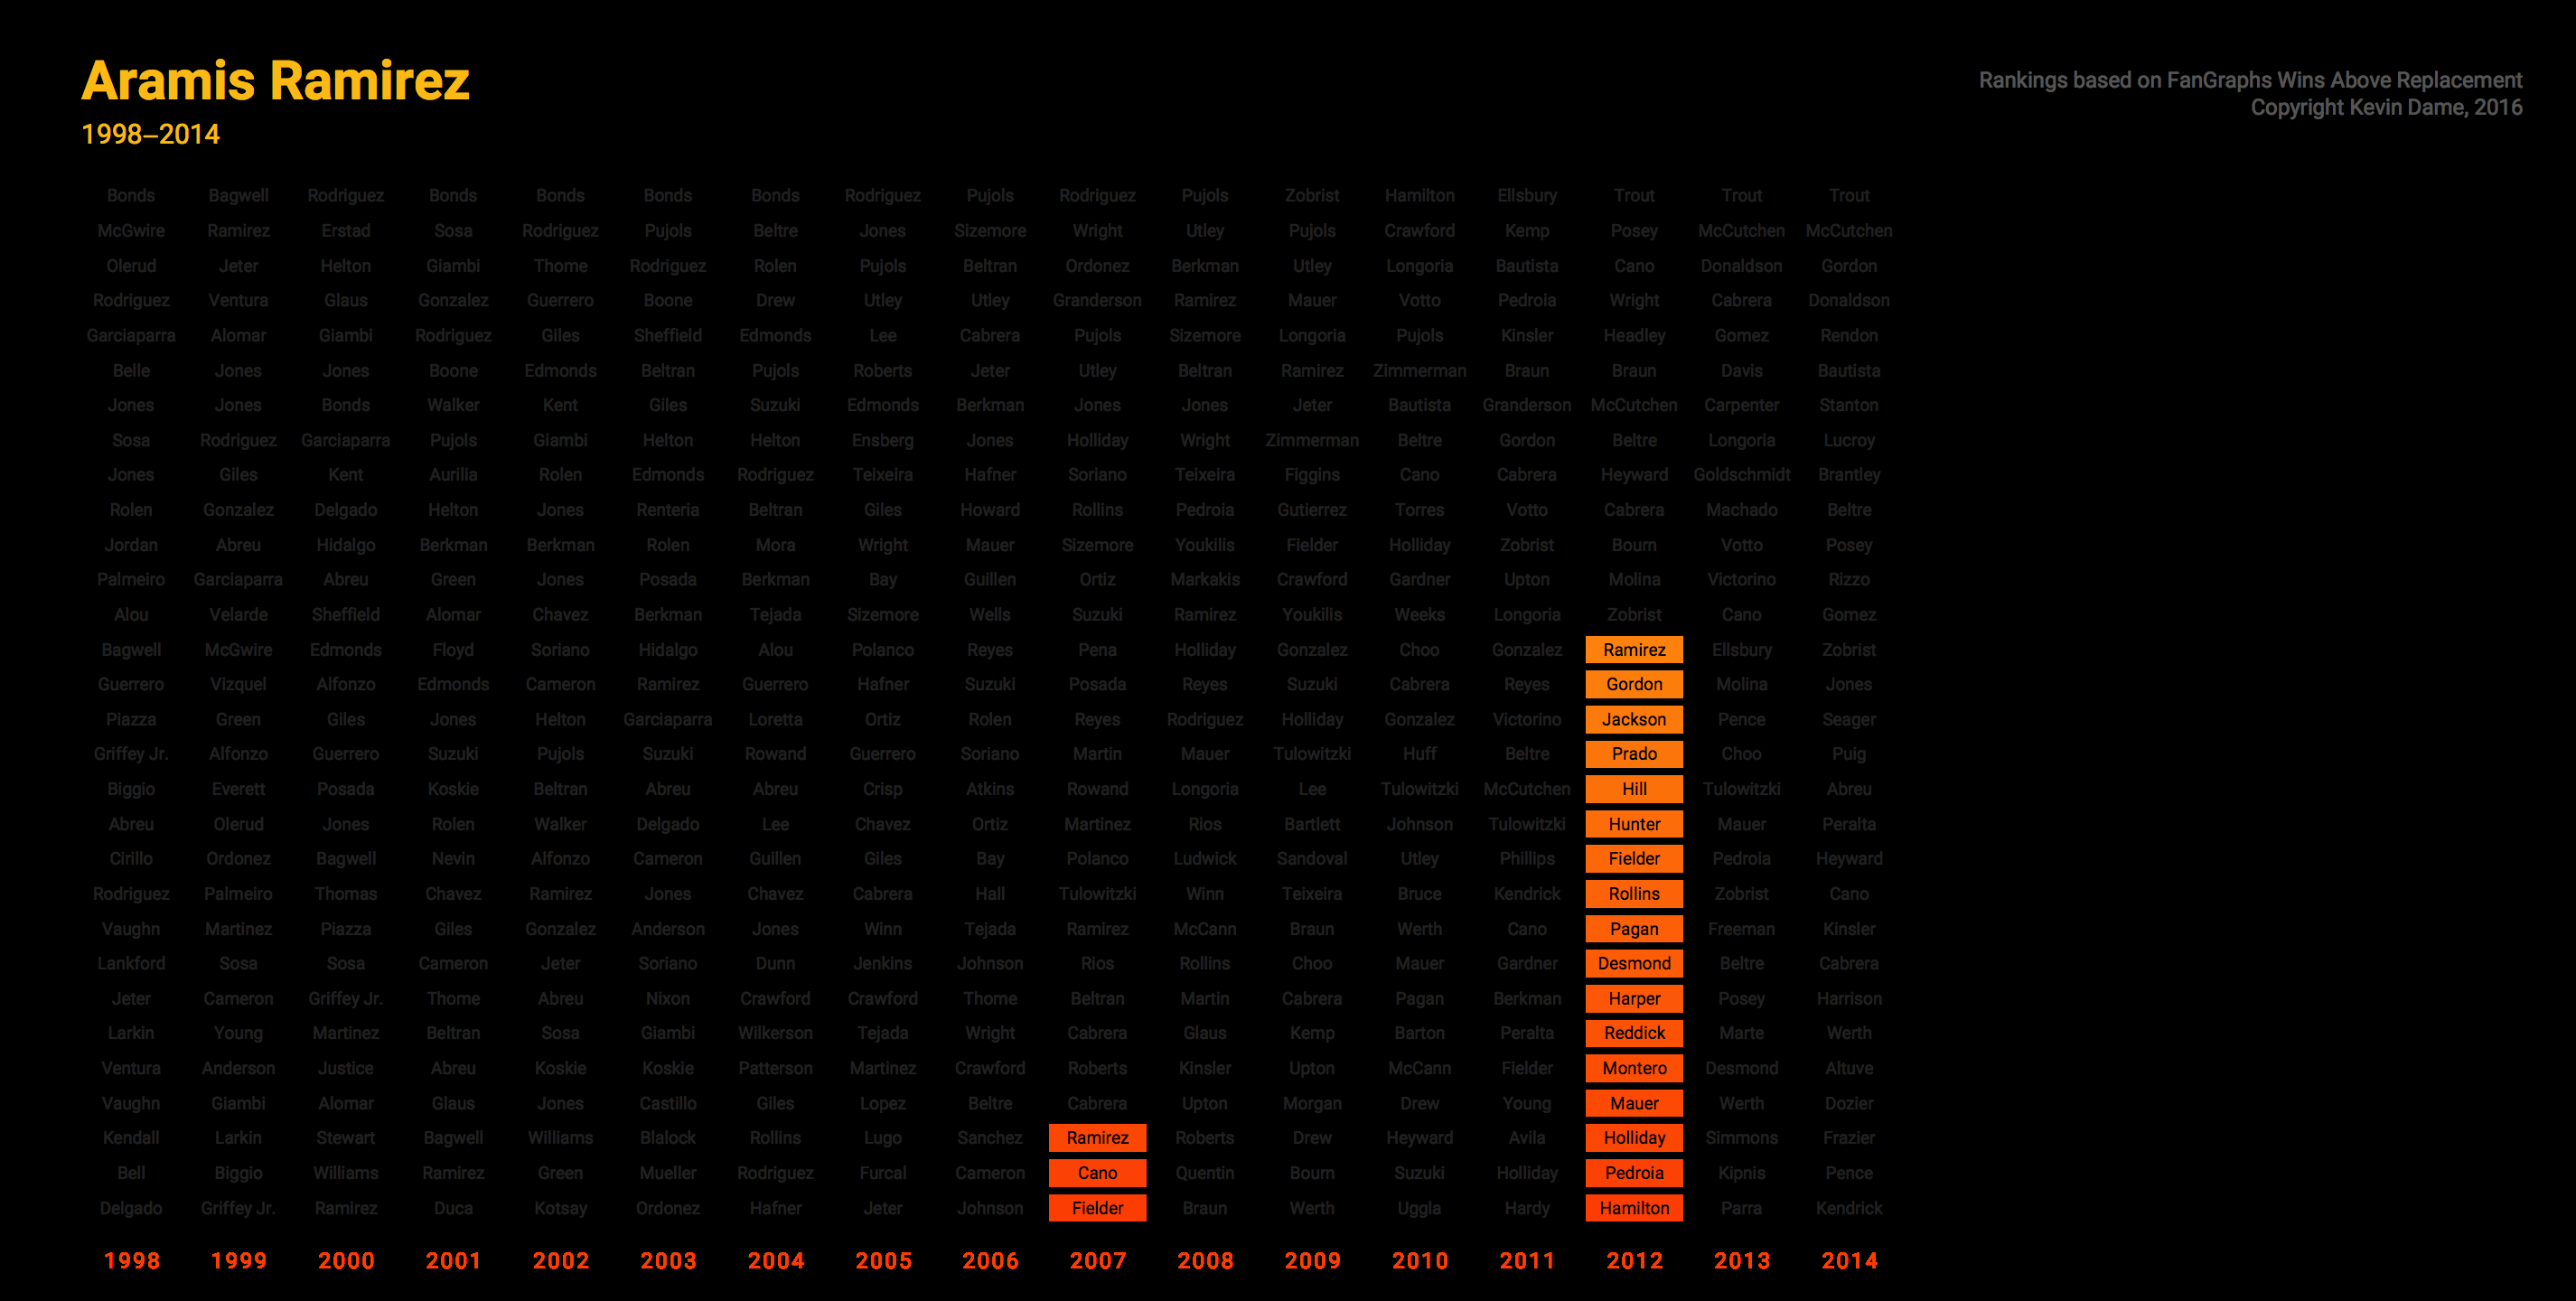 Aramis Ramirez
1998–2014
Rankings based on FanGraphs Wins Above Replacement
Copyright Kevin Dame, 2016
Bonds Bagwell Rodriguez Bonds Bonds Bonds Bonds Rodriguez Pujols Rodriguez Pujols Zobrist Hamilton Ellsbury Trout Trout Trout
McGwire Ramirez Erstad Sosa Rodriguez Pujols Beltre Jones Sizemore Wright Utley Pujols Crawford Kemp Posey McCutchen McCutchen
Olerud Jeter Helton Giambi Thome Rodriguez Rolen Pujols Beltran Ordonez Berkman Utley Longoria Bautista Cano Donaldson Gordon
Rodriguez Ventura Glaus Gonzalez Guerrero Boone Drew Utley Utley Granderson Ramirez Mauer Votto Pedroia Wright Cabrera Donaldson
Garciaparra Alomar Giambi Rodriguez Giles Sheffield Edmonds Lee Cabrera Pujols Sizemore Longoria Pujols Kinsler Headley Gomez Rendon
Belle Jones Jones Boone Edmonds Beltran Pujols Roberts Jeter Utley Beltran Ramirez Zimmerman Braun Braun Davis Bautista
Jones Jones Bonds Walker Kent Giles Suzuki Edmonds Berkman Jones Jones Jeter Bautista Granderson McCutchen Carpenter Stanton
Sosa Rodriguez Garciaparra Pujols Giambi Helton Helton Ensberg Jones Holliday Wright Zimmerman Beltre Gordon Beltre Longoria Lucroy
Jones Giles Kent Aurilia Rolen Edmonds Rodriguez Teixeira Hafner Soriano Teixeira Figgins Cano Cabrera Heyward Goldschmidt Brantley
Rolen Gonzalez Delgado Helton Jones Renteria Beltran Giles Howard Rollins Pedroia Gutierrez Torres Votto Cabrera Machado Beltre
Jordan Abreu Hidalgo Berkman Berkman Rolen Mora Wright Mauer Sizemore Youkilis Fielder Holliday Zobrist Bourn Votto Posey
Palmeiro Garciaparra Abreu Green Jones Posada Berkman Bay Guillen Ortiz Markakis Crawford Gardner Upton Molina Victorino Rizzo
Alou Velarde Sheffield Alomar Chavez Berkman Tejada Sizemore Wells Suzuki Ramirez Youkilis Weeks Longoria Zobrist Cano Gomez
Bagwell McGwire Edmonds Floyd Soriano Hidalgo Alou Polanco Reyes Pena Holliday Gonzalez Choo Gonzalez Ramirez Ellsbury Zobrist
Guerrero Vizquel Alfonzo Edmonds Cameron Ramirez Guerrero Hafner Suzuki Posada Reyes Suzuki Cabrera Reyes Gordon Molina Jones
Piazza Green Giles Jones Helton Garciaparra Loretta Ortiz Rolen Reyes Rodriguez Holliday Gonzalez Victorino Jackson Pence Seager
Griffey Jr. Alfonzo Guerrero Suzuki Pujols Suzuki Rowand Guerrero Soriano Martin Mauer Tulowitzki Huff Beltre Prado Choo Puig
Biggio Everett Posada Koskie Beltran Abreu Abreu Crisp Atkins Rowand Longoria Lee Tulowitzki McCutchen Hill Tulowitzki Abreu
Abreu Olerud Jones Rolen Walker Delgado Lee Chavez Ortiz Martinez Rios Bartlett Johnson Tulowitzki Hunter Mauer Peralta
Cirillo Ordonez Bagwell Nevin Alfonzo Cameron Guillen Giles Bay Polanco Ludwick Sandoval Utley Phillips Fielder Pedroia Heyward
Rodriguez Palmeiro Thomas Chavez Ramirez Jones Chavez Cabrera Hall Tulowitzki Winn Teixeira Bruce Kendrick Rollins Zobrist Cano
Vaughn Martinez Piazza Giles Gonzalez Anderson Jones Winn Tejada Ramirez McCann Braun Werth Cano Pagan Freeman Kinsler
Lankford Sosa Sosa Cameron Jeter Soriano Dunn Jenkins Johnson Rios Rollins Choo Mauer Gardner Desmond Beltre Cabrera
Jeter Cameron Griffey Jr. Thome Abreu Nixon Crawford Crawford Thome Beltran Martin Cabrera Pagan Berkman Harper Posey Harrison
Larkin Young Martinez Beltran Sosa Giambi Wilkerson Tejada Wright Cabrera Glaus Kemp Barton Peralta Reddick Marte Werth
Ventura Anderson Justice Abreu Koskie Koskie Patterson Martinez Crawford Roberts Kinsler Upton McCann Fielder Montero Desmond Altuve
Vaughn Giambi Alomar Glaus Jones Castillo Giles Lopez Beltre Cabrera Upton Morgan Drew Young Mauer Werth Dozier
Kendall Larkin Stewart Bagwell Williams Blalock Rollins Lugo Sanchez Ramirez Roberts Drew Heyward Avila Holliday Simmons Frazier
Bell Biggio Williams Ramirez Green Mueller Rodriguez Furcal Cameron Cano Quentin Bourn Suzuki Holliday Pedroia Kipnis Pence
Delgado Griffey Jr. Ramirez Duca Kotsay Ordonez Hafner Jeter Johnson Fielder Braun Werth Uggla Hardy Hamilton Parra Kendrick
1998 1999 2000 2001 2002 2003 2004 2005 2006 2007 2008 2009 2010 2011 2012 2013 2014